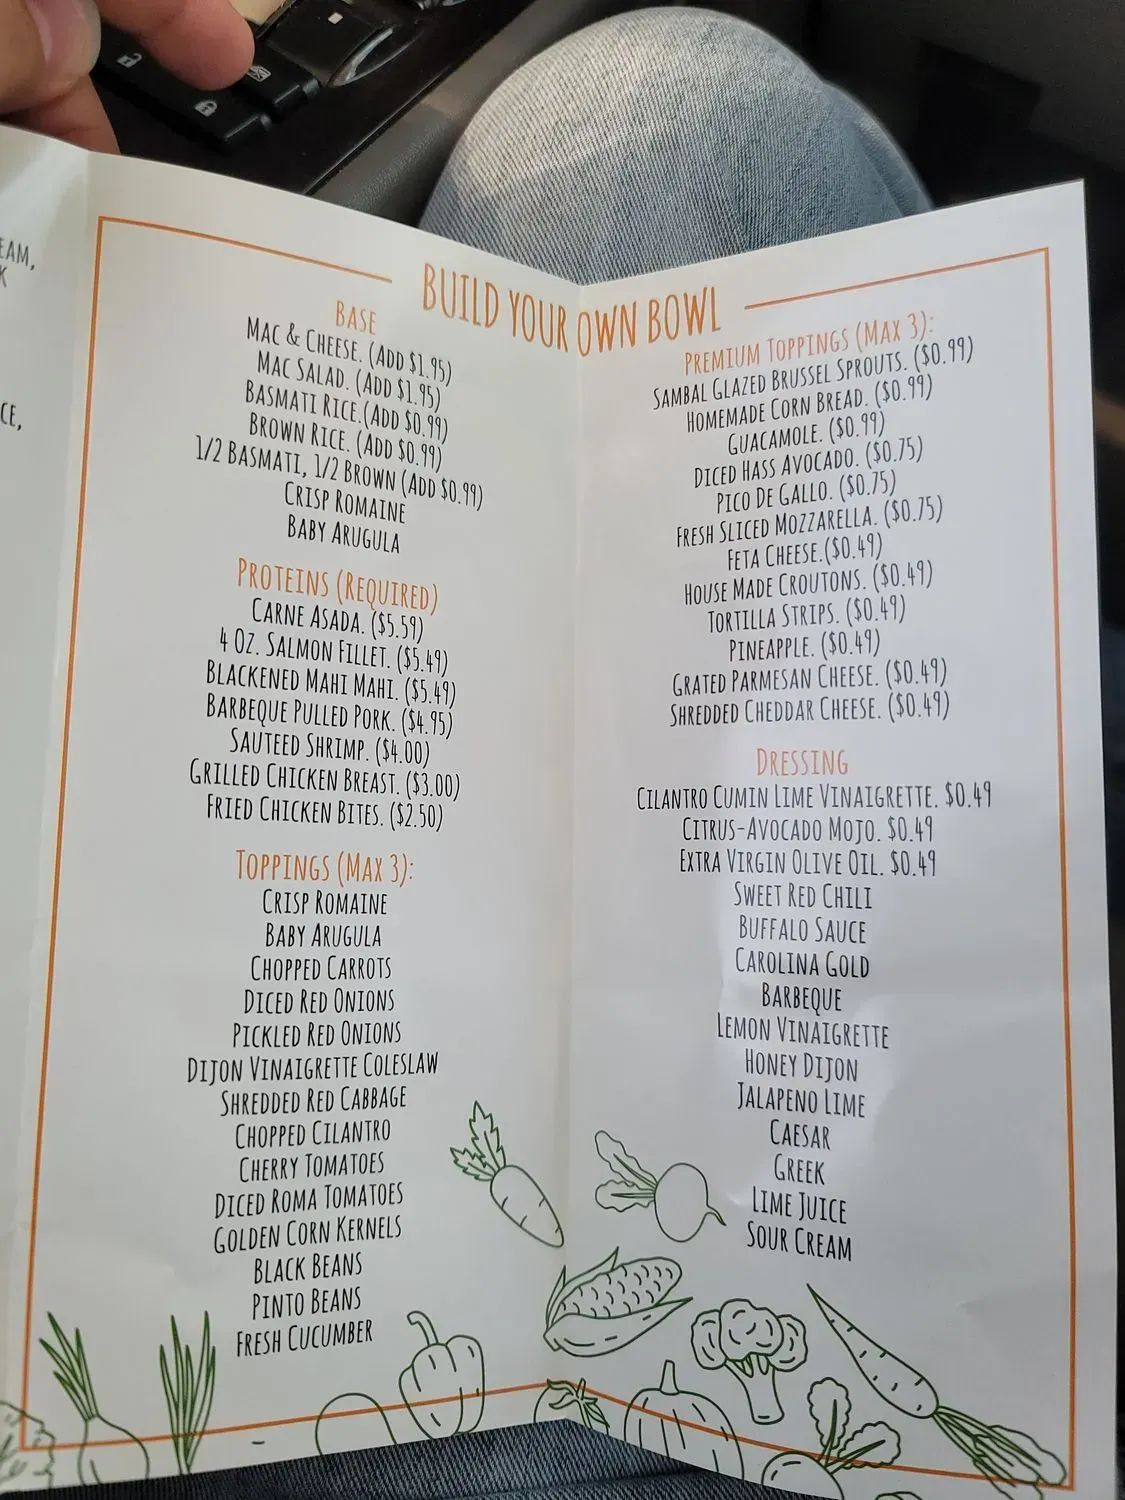 EAM,
K
CE,
BUILD YOUR OWN BOWL
BASE
MAC & CHEESE. (ADD $1.95)
MAC SALAD. (ADD $1.95)
BASMATI RICE.(ADD $0.99)
BROWN RICE. (ADD $0.99)
1/2 BASMATI, 1/2 BROWN (ADD $0.99)
CRISP ROMAINE
BABY ARUGULA
PROTEINS (REQUIRED)
CARNE ASADA. ($5.59)
4 OZ. SALMON FILLET. ($5.49)
BLACKENED MAHI MAHI. ($5.49)
BARBEQUE PULLED PORK. ($4.95)
SAUTEED SHRIMP. ($4.00)
GRILLED CHICKEN BREAST. ($3.00)
FRIED CHICKEN BITES. ($2.50)
TOPPINGS (MAX 3):
CRISP ROMAINE
BABY ARUGULA
CHOPPED CARROTS
DICED RED ONIONS
PICKLED RED ONIONS
DIJON VINAIGRETTE COLESLAW
SHREDDED RED CABBAGE
CHOPPED CILANTRO
CHERRY TOMATOES
DICED ROMA TOMATOES
GOLDEN CORN KERNELS
BLACK BEANS
PINTO BEANS
FRESH CUCUMBER
PREMIUM TOPPINGS (MAX 3):
SAMBAL GLAZED BRUSSEL SPROUTS. ($0.99)
HOMEMADE CORN BREAD. ($0.99)
GUACAMOLE. ($0.99)
DICED HASS AVOCADO. ($0.75)
PICO DE GALLO. ($0.75)
FRESH SLICED MOZZARELLA. ($0.75)
FETA CHEESE.($0.49)
HOUSE MADE CROUTONS. ($0.49)
TORTILLA STRIPS. ($0.49)
PINEAPPLE. ($0.49)
GRATED PARMESAN CHEESE. ($0.49)
SHREDDED CHEDDAR CHEESE. ($0.49)
DRESSING
CILANTRO CUMIN LIME VINAIGRETTE. $0.49
CITRUS-AVOCADO MOJO. $0.49
EXTRA VIRGIN OLIVE OIL. $0.49
SWEET RED CHILI
BUFFALO SAUCE
CAROLINA GOLD
BARBEQUE
LEMON VINAIGRETTE
HONEY DIJON
JALAPENO LIME
CAESAR
GREEK
LIME JUICE
SOUR CREAM